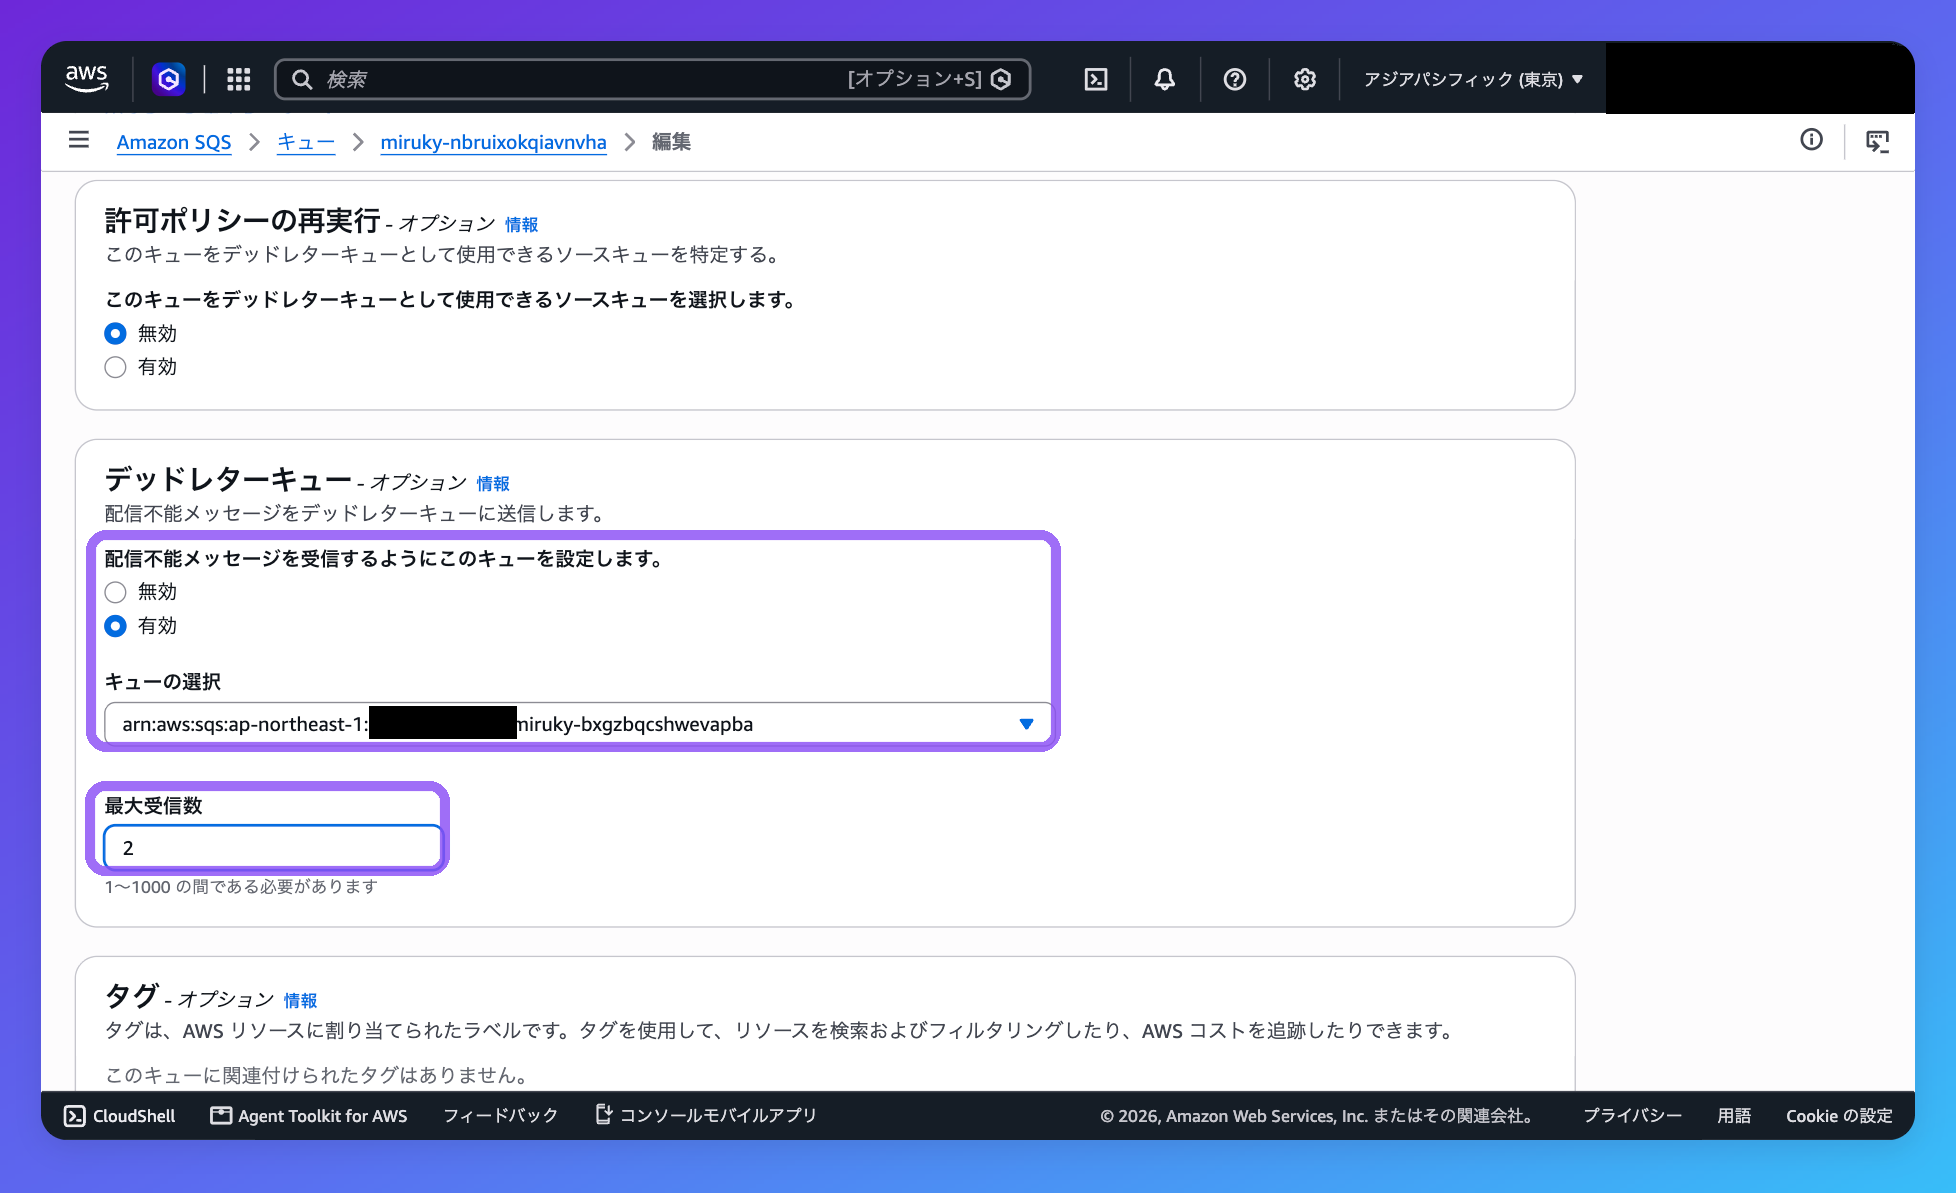 aws
検索
[オプション+S]
アジアパシフィック (東京)
Amazon SQS
キュー
miruky-nbruixokqiavnvha
編集
許可ポリシーの再実行 - オプション 情報
このキューをデッドレターキューとして使用できるソースキューを特定する。
このキューをデッドレターキューとして使用できるソースキューを選択します。
無効
有効
デッドレターキュー - オプション 情報
配信不能メッセージをデッドレターキューに送信します。
配信不能メッセージを受信するようにこのキューを設定します。
無効
有効
キューの選択
arn:aws:sqs:ap-northeast-1: miruky-bxgzbqcshwevapba
最大受信数
2
1～1000 の間である必要があります
タグ - オプション 情報
タグは、AWS リソースに割り当てられたラベルです。タグを使用して、リソースを検索およびフィルタリングしたり、AWS コストを追跡したりできます。
このキューに関連付けられたタグはありません。
CloudShell
Agent Toolkit for AWS
フィードバック
コンソールモバイルアプリ
© 2026, Amazon Web Services, Inc. またはその関連会社。
プライバシー
用語
Cookie の設定